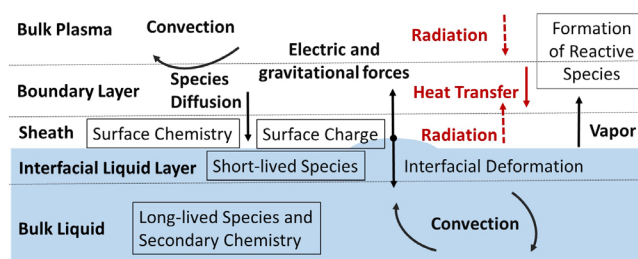 Bulk Plasma
Convection
Electric and
gravitational forces
Radiation
Formation
of Reactive
Species
Boundary Layer
Species
Diffusion
Heat Transfer
Sheath
Surface Chemistry
Surface Charge
Radiation
Vapor
Interfacial Liquid Layer
Short-lived Species
Interfacial Deformation
Bulk Liquid
Long-lived Species and
Secondary Chemistry
Convection